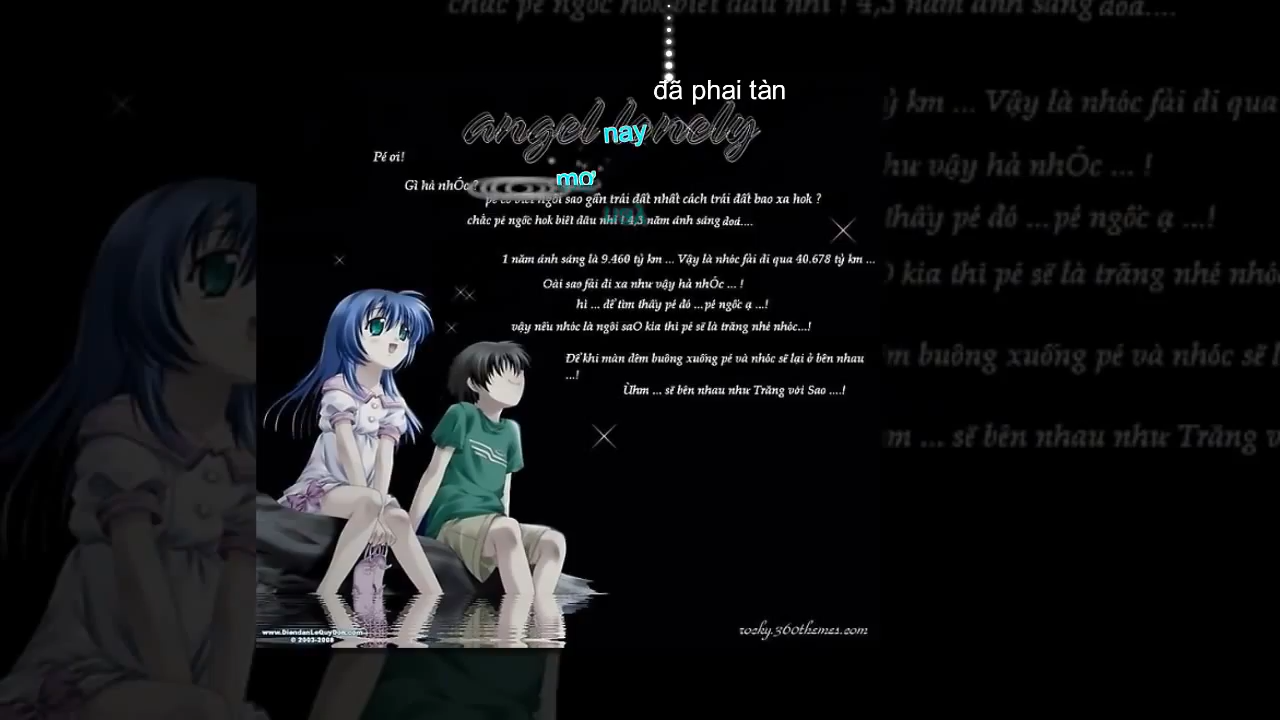 đã phai tàn
angel lonely
nay
Pé ơi!
mơ
Gì hả nhÓc ?
pé có biết ngôi sao gần trái đất nhất cách trái đất bao xa hok ?
chắc pé ngốc hok biết đâu nhỉ ! 4,3 năm ánh sáng đoá....
1 năm ánh sáng là 9.460 tỷ km ... Vậy là nhóc fải đi qua 40.678 tỷ km ...
Oài sao fải đi xa như vậy hả nhÓc ... !
hì ... để tìm thấy pé đó ...pé ngốc ạ ...!
vậy nếu nhóc là ngôi saO kia thì pé sẽ là trăng nhé nhóc...!
Để khi màn đêm buông xuống pé và nhóc sẽ lại ở bên nhau
...!
Ừhm ... sẽ bên nhau như Trăng với Sao ....!
rocky.360themes.com
www.DiendanLeQuyDon.com
© 2003-2008